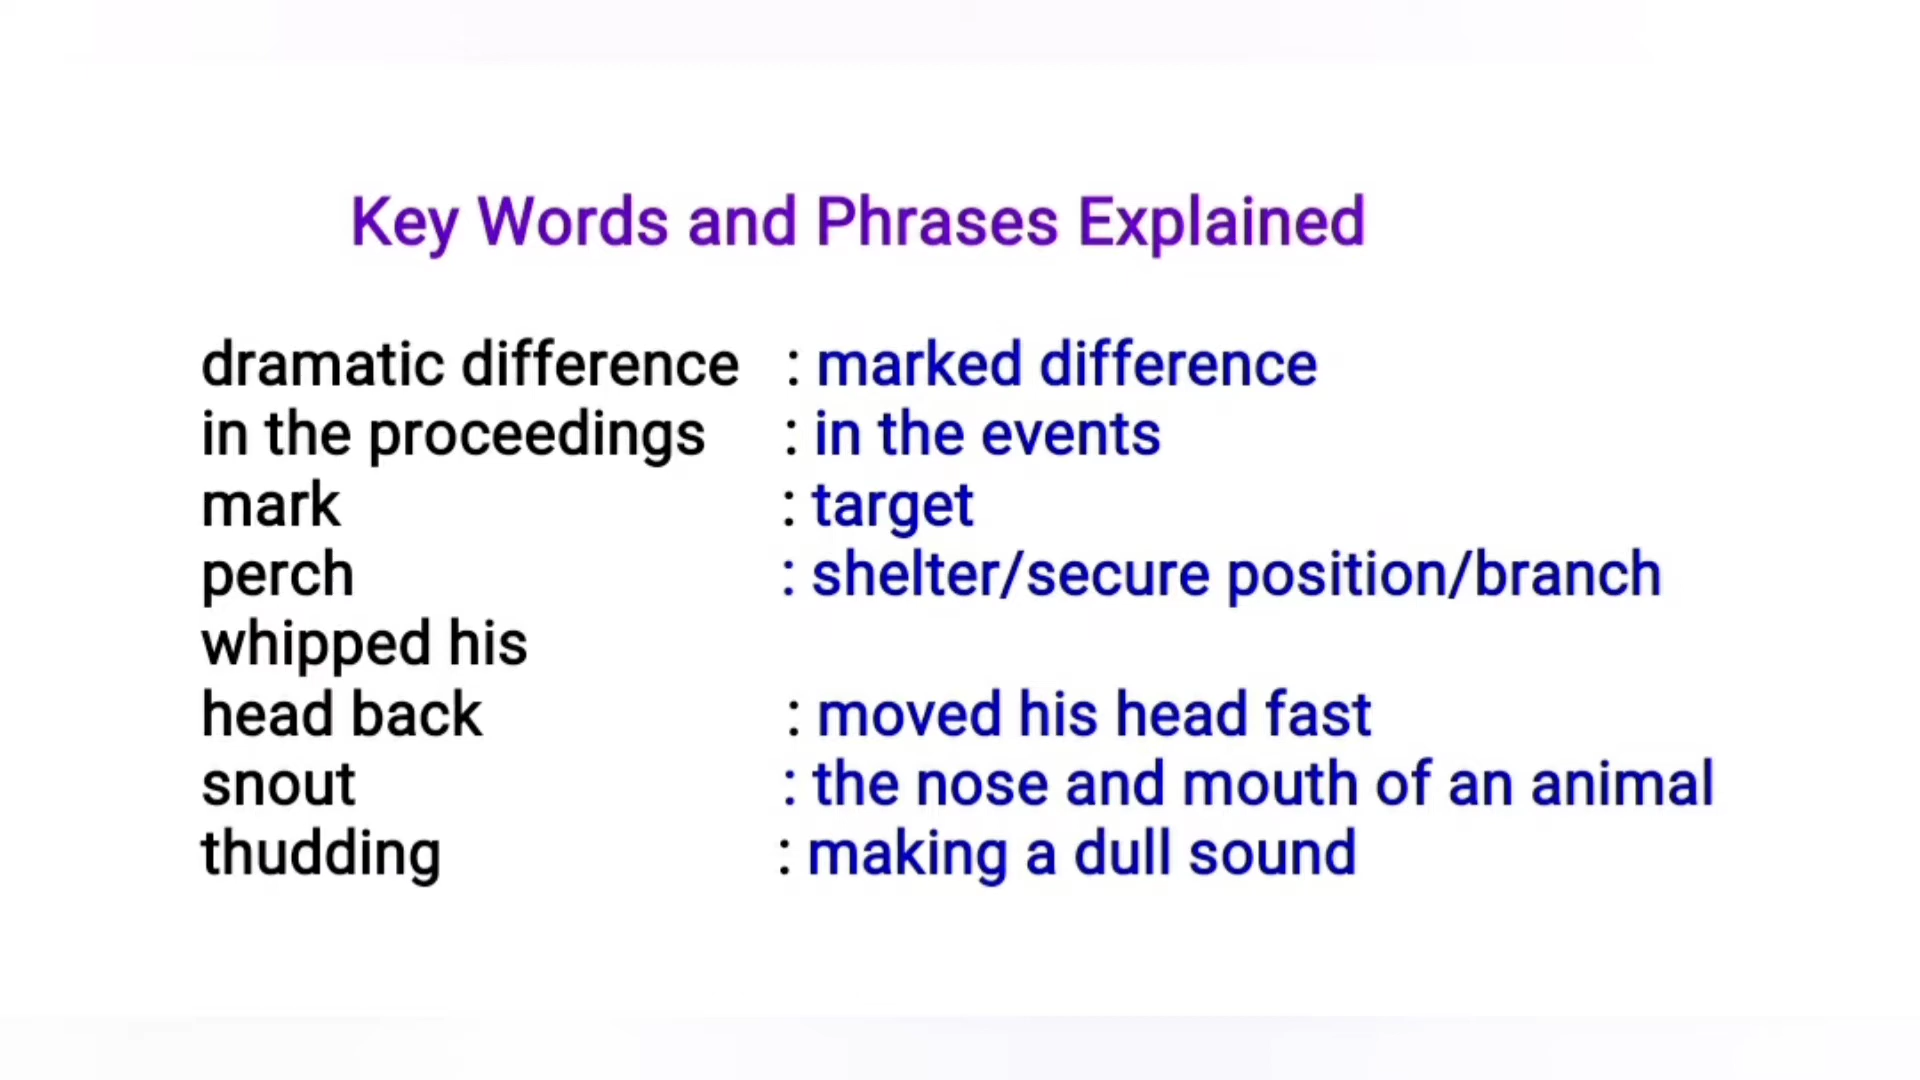 Key Words and Phrases Explained
dramatic difference : marked difference
in the proceedings : in the events
mark : target
perch : shelter/secure position/branch
whipped his
head back : moved his head fast
snout : the nose and mouth of an animal
thudding : making a dull sound